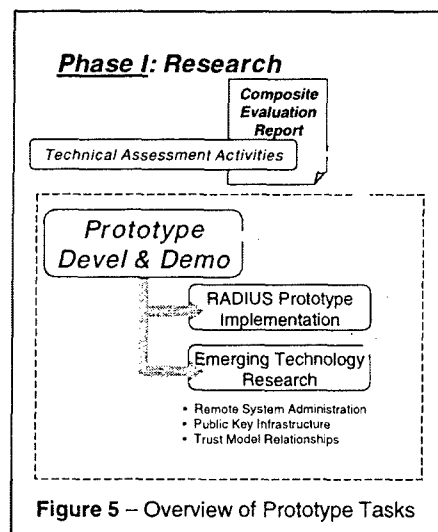 Phase I: Research
Composite
Evaluation
Report
Technical Assessment Activities
Prototype
Devel & Demo
RADIUS Prototype
Implementation
Emerging Technology
Research
• Remote System Administration
• Public Key Infrastructure
• Trust Model Relationships
Figure 5 – Overview of Prototype Tasks